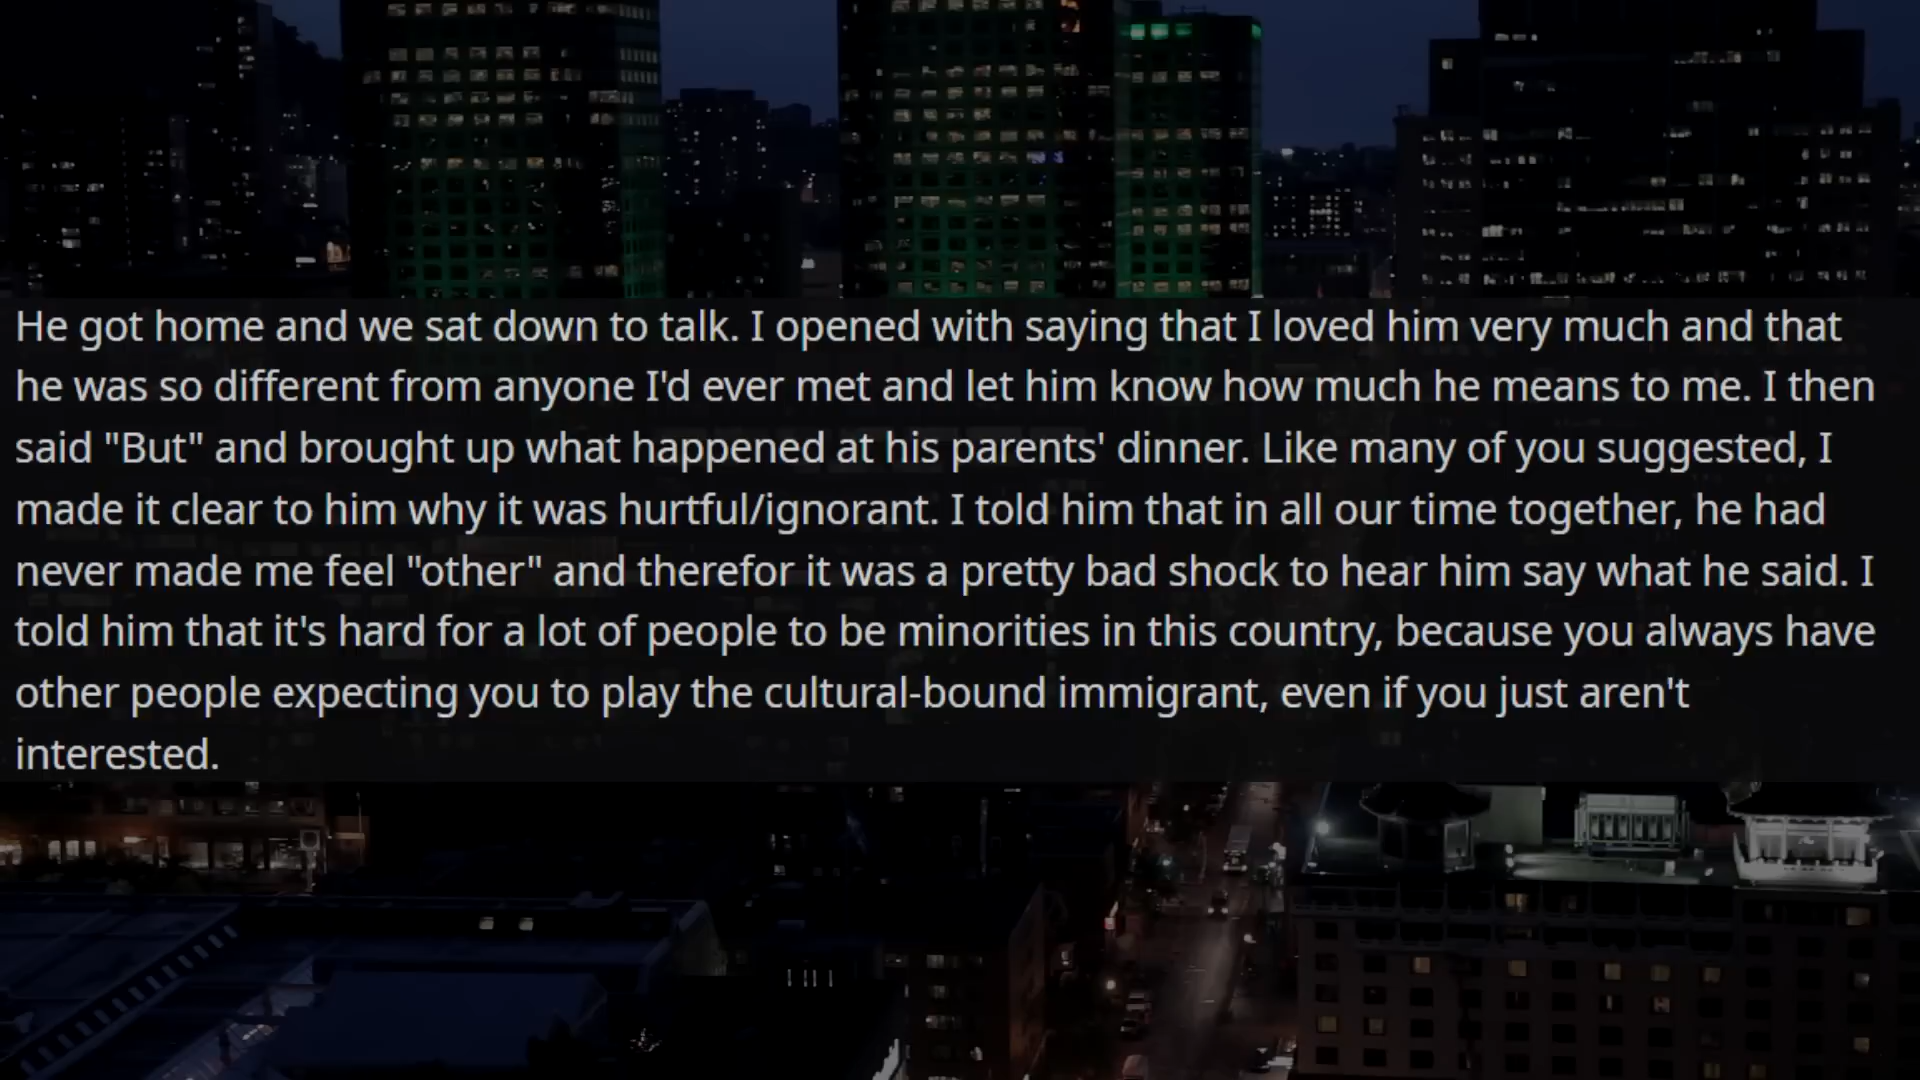 He got home and we sat down to talk. I opened with saying that I loved him very much and that
he was so different from anyone I'd ever met and let him know how much he means to me. I then
said "But" and brought up what happened at his parents' dinner. Like many of you suggested, I
made it clear to him why it was hurtful/ignorant. I told him that in all our time together, he had
never made me feel "other" and therefor it was a pretty bad shock to hear him say what he said. I
told him that it's hard for a lot of people to be minorities in this country, because you always have
other people expecting you to play the cultural-bound immigrant, even if you just aren't
interested.